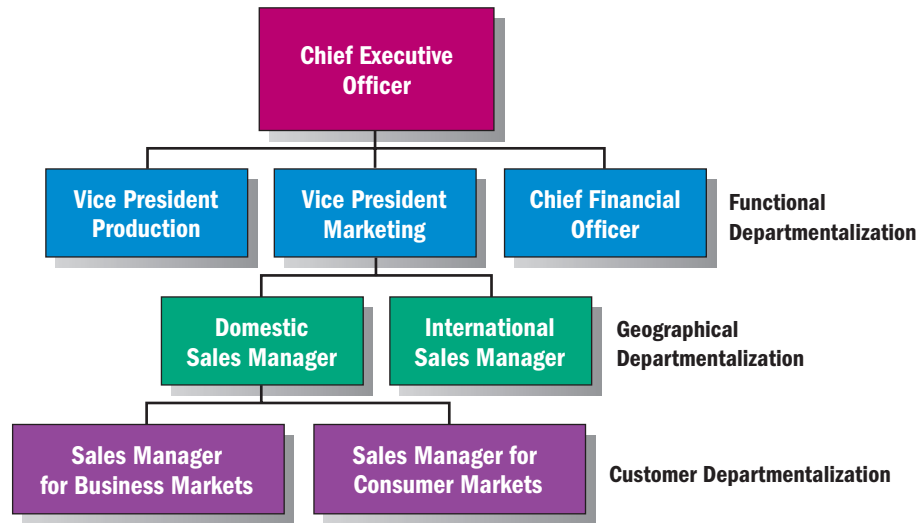 Chief Executive
Officer
Vice President
Production
Vice President
Marketing
Chief Financial
Officer
Functional
Departmentalization
Domestic
Sales Manager
International
Sales Manager
Geographical
Departmentalization
Sales Manager
for Business Markets
Sales Manager for
Consumer Markets
Customer Departmentalization